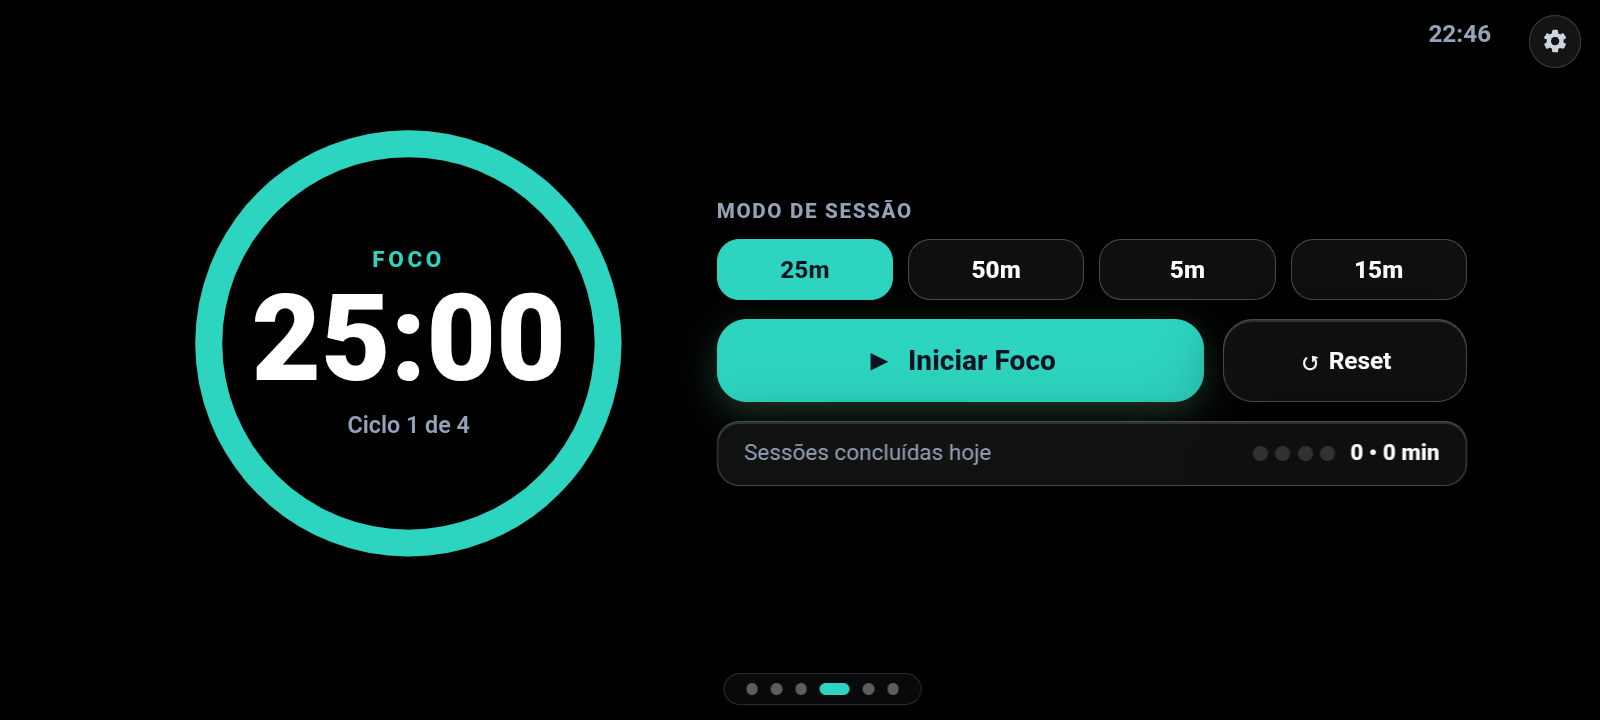 22:46
FOCO
25:00
Ciclo 1 de 4
MODO DE SESSÃO
25m 50m 5m 15m
▶ Iniciar Foco ↺ Reset
Sessões concluídas hoje 0 • 0 min